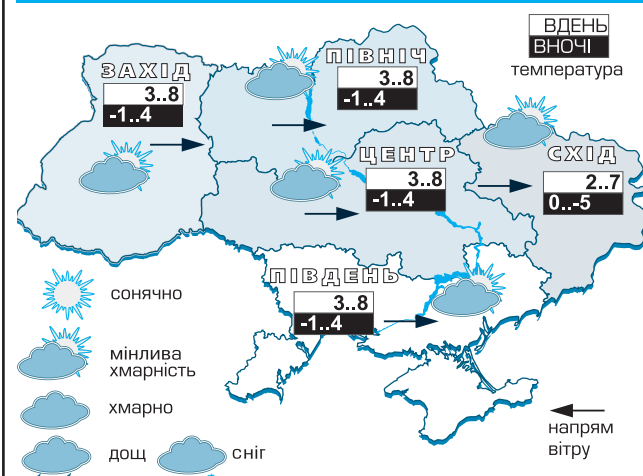 ВДЕНЬ
ВНОЧІ
температура
ЗАХІД
3..8
-1..4
ПІВНІЧ
3..8
-1..4
ЦЕНТР
3..8
-1..4
СХІД
2..7
0..-5
ПІВДЕНЬ
3..8
-1..4
сонячно
мінлива
хмарність
хмарно
дощ
сніг
напрям
вітру